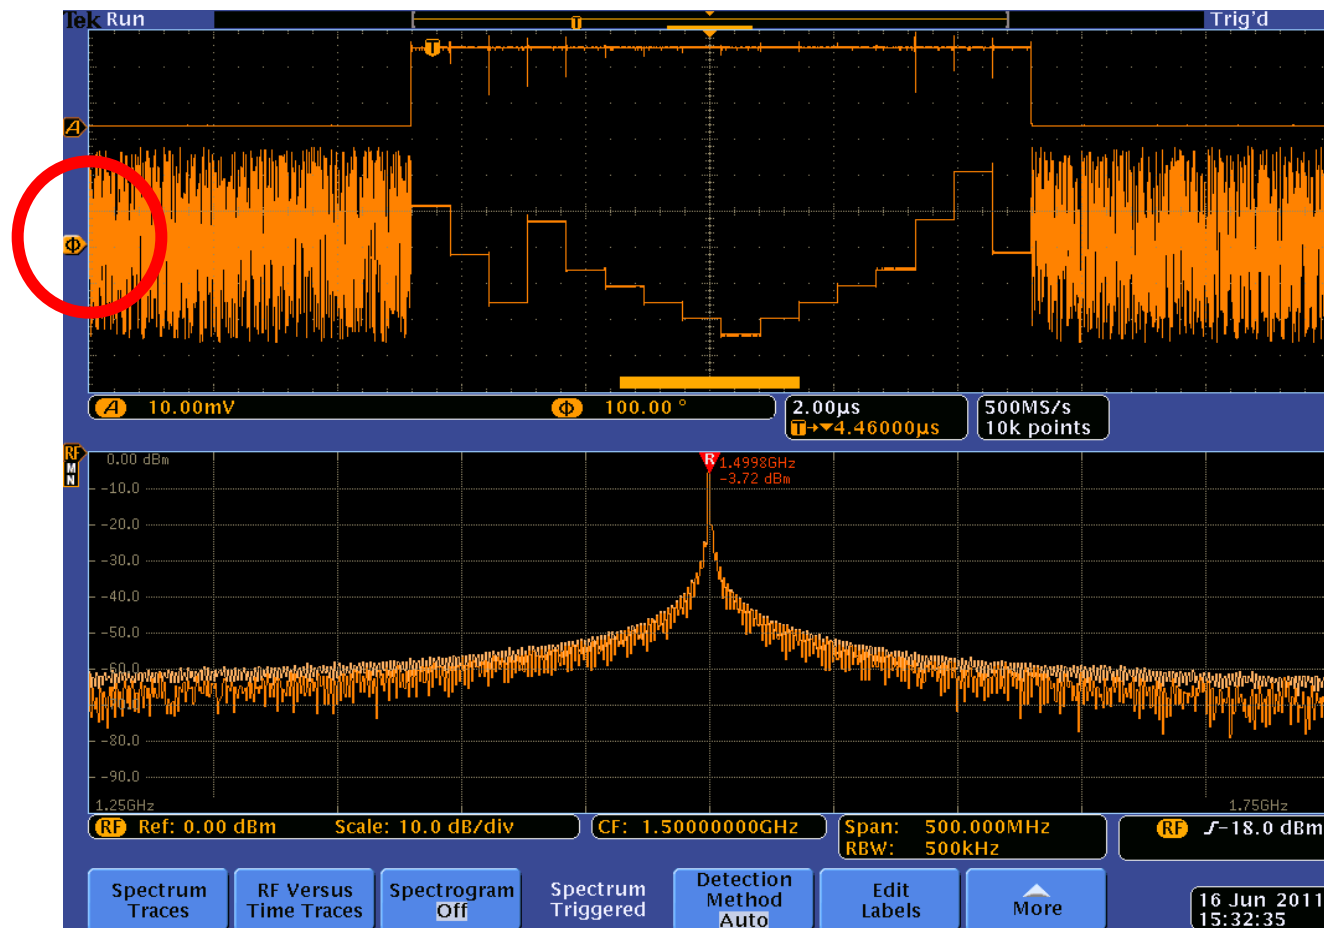 Tek Run Trig'd
T
T
A
Φ
A 10.00mV Φ 100.00 ° 2.00µs 500MS/s
T→▼4.46000µs 10k points
RF
M
N
0.00 dBm R 1.4998GHz
-3.72 dBm
-10.0
-20.0
-30.0
-40.0
-50.0
-60.0
-80.0
-90.0
1.25GHz 1.75GHz
RF Ref: 0.00 dBm Scale: 10.0 dB/div CF: 1.50000000GHz Span: 500.000MHz RF -18.0 dBm
RBW: 500kHz
Spectrum Traces
RF Versus Time Traces
Spectrogram Off
Spectrum Triggered
Detection Method Auto
Edit Labels
More
16 Jun 2011
15:32:35